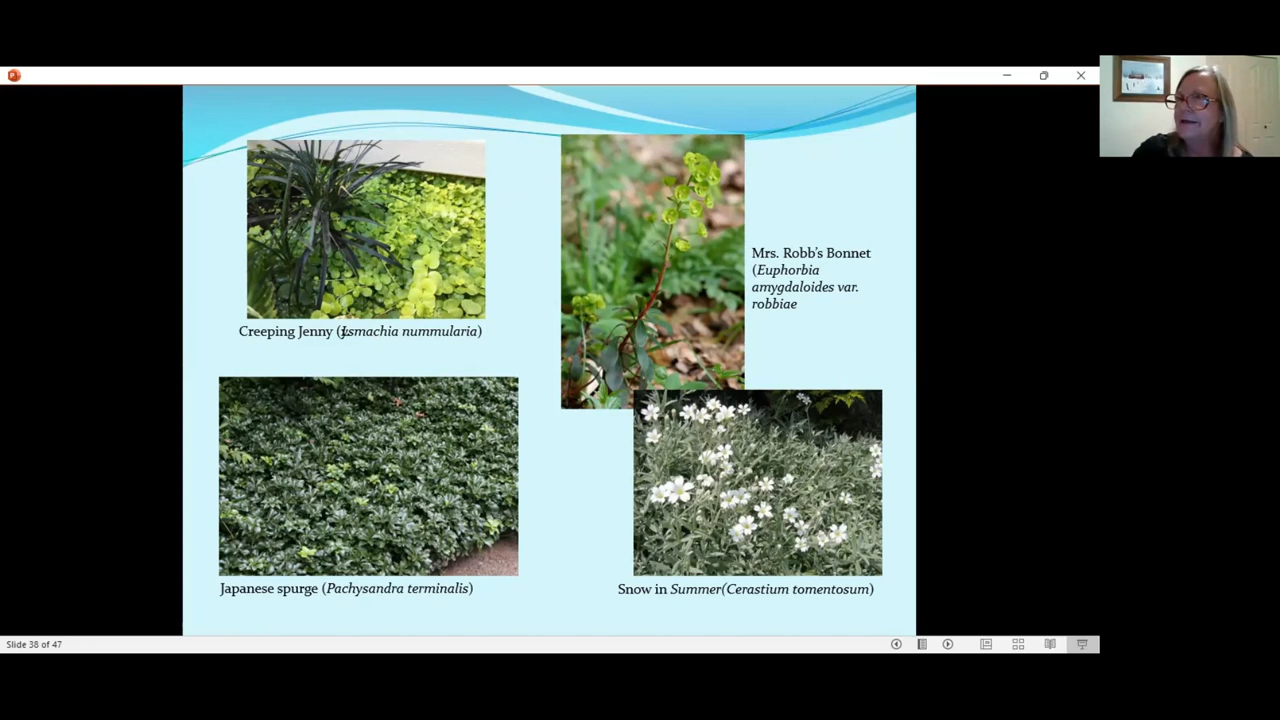 Creeping Jenny (Lsmachia nummularia)
Mrs. Robb's Bonnet
(Euphorbia
amygdaloides var.
robbiae
Japanese spurge (Pachysandra terminalis)
Snow in Summer(Cerastium tomentosum)
Slide 38 of 47